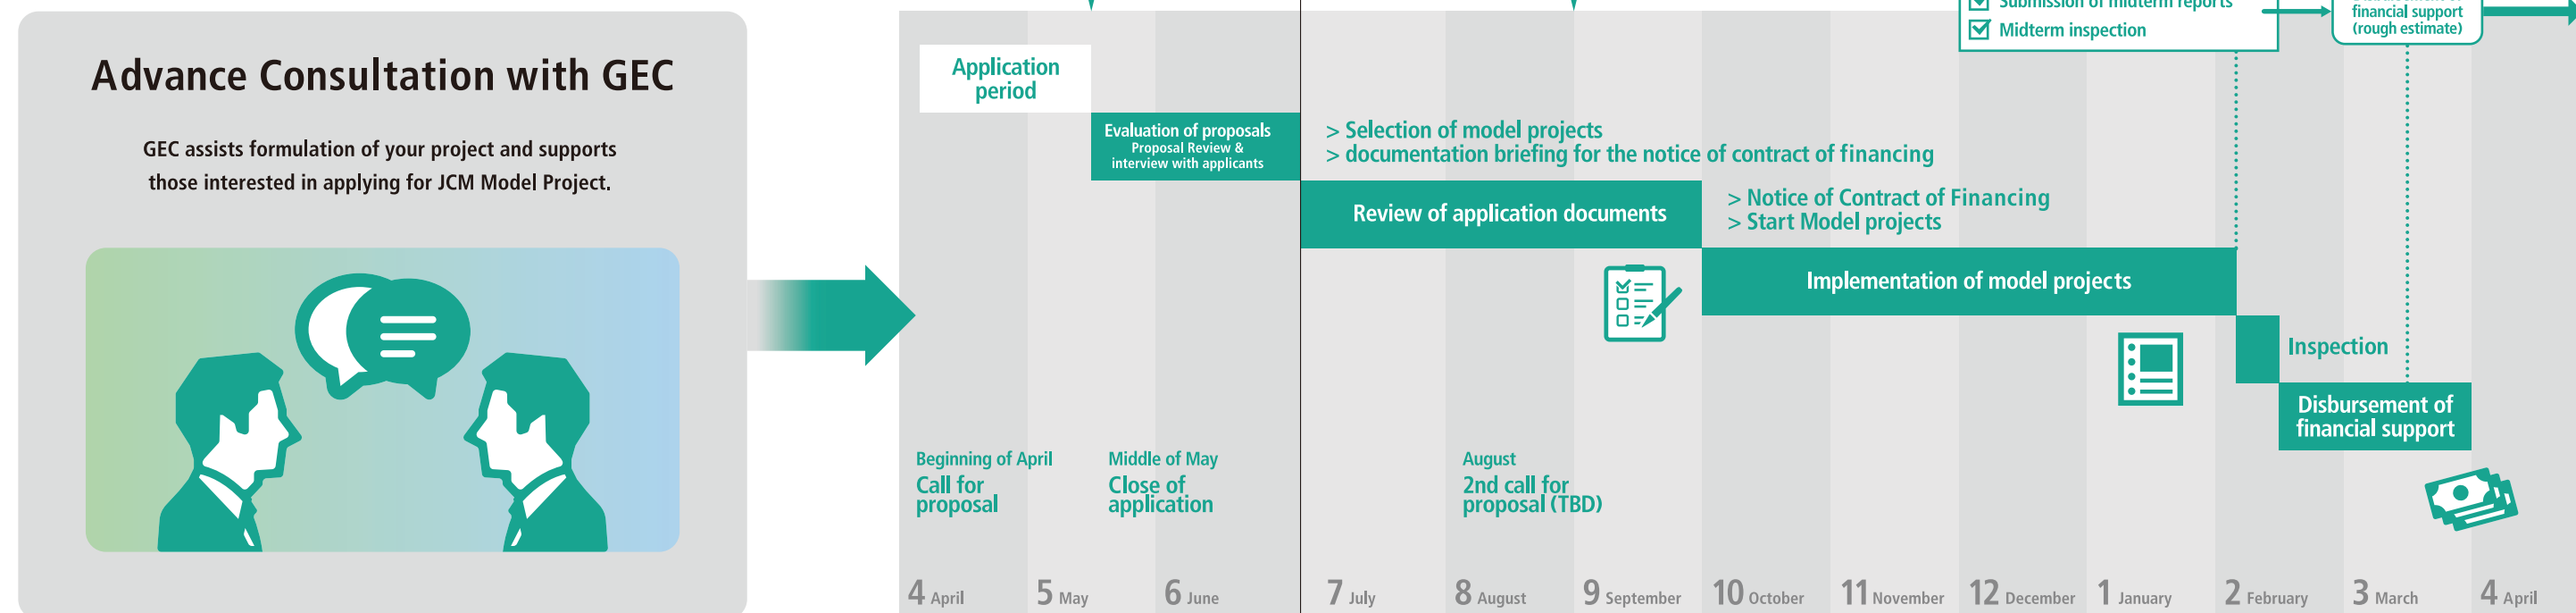 Advance Consultation with GEC
GEC assists formulation of your project and supports
those interested in applying for JCM Model Project.
Submission of midterm reports
Midterm inspection
financial support
(rough estimate)
Application
period
Evaluation of proposals
Proposal Review &
interview with applicants
> Selection of model projects
> documentation briefing for the notice of contract of financing
Review of application documents
> Notice of Contract of Financing
> Start Model projects
Implementation of model projects
Inspection
Disbursement of
financial support
Beginning of April
Call for
proposal
Middle of May
Close of
application
August
2nd call for
proposal (TBD)
4 April 5 May 6 June 7 July 8 August 9 September 10 October 11 November 12 December 1 January 2 February 3 March 4 April